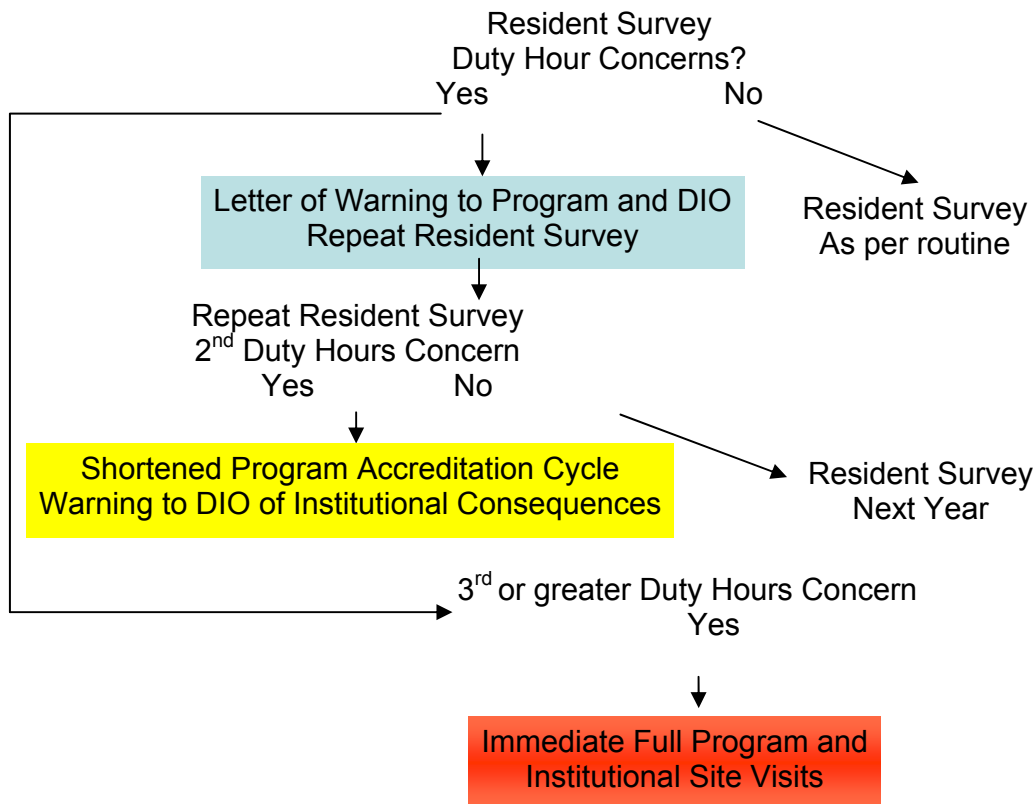 Resident Survey
Duty Hour Concerns?
Yes No
Letter of Warning to Program and DIO
Repeat Resident Survey
Resident Survey
As per routine
Repeat Resident Survey
2nd Duty Hours Concern
Yes No
Shortened Program Accreditation Cycle
Warning to DIO of Institutional Consequences
Resident Survey
Next Year
3rd or greater Duty Hours Concern
Yes
Immediate Full Program and
Institutional Site Visits